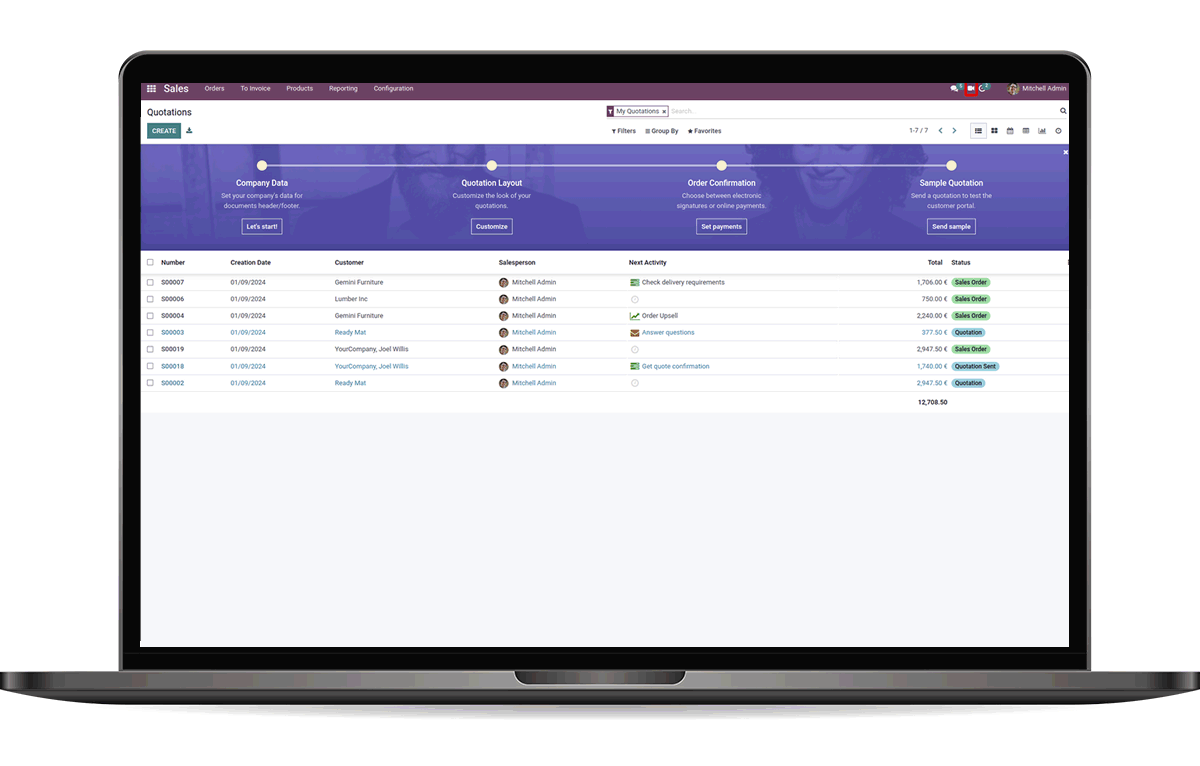 Sales Orders To Invoice Products Reporting Configuration Mitchell Admin
Quotations My Quotations × Search...
CREATE Filters Group By Favorites 1-7 / 7
Company Data Quotation Layout Order Confirmation Sample Quotation
Set your company's data for Customize the look of your Choose between electronic Send a quotation to test the
documents header/footer. quotations. signatures or online payments. customer portal.
Let's start! Customize Set payments Send sample
Number Creation Date Customer Salesperson Next Activity Total Status
S00007 01/09/2024 Gemini Furniture Mitchell Admin Check delivery requirements 1,706.00 € Sales Order
S00006 01/09/2024 Lumber Inc Mitchell Admin 750.00 € Sales Order
S00004 01/09/2024 Gemini Furniture Mitchell Admin Order Upsell 2,240.00 € Sales Order
S00003 01/09/2024 Ready Mat Mitchell Admin Answer questions 377.50 € Quotation
S00019 01/09/2024 YourCompany, Joel Willis Mitchell Admin 2,947.50 € Sales Order
S00018 01/09/2024 YourCompany, Joel Willis Mitchell Admin Get quote confirmation 1,740.00 € Quotation Sent
S00002 01/09/2024 Ready Mat Mitchell Admin 2,947.50 € Quotation
12,708.50